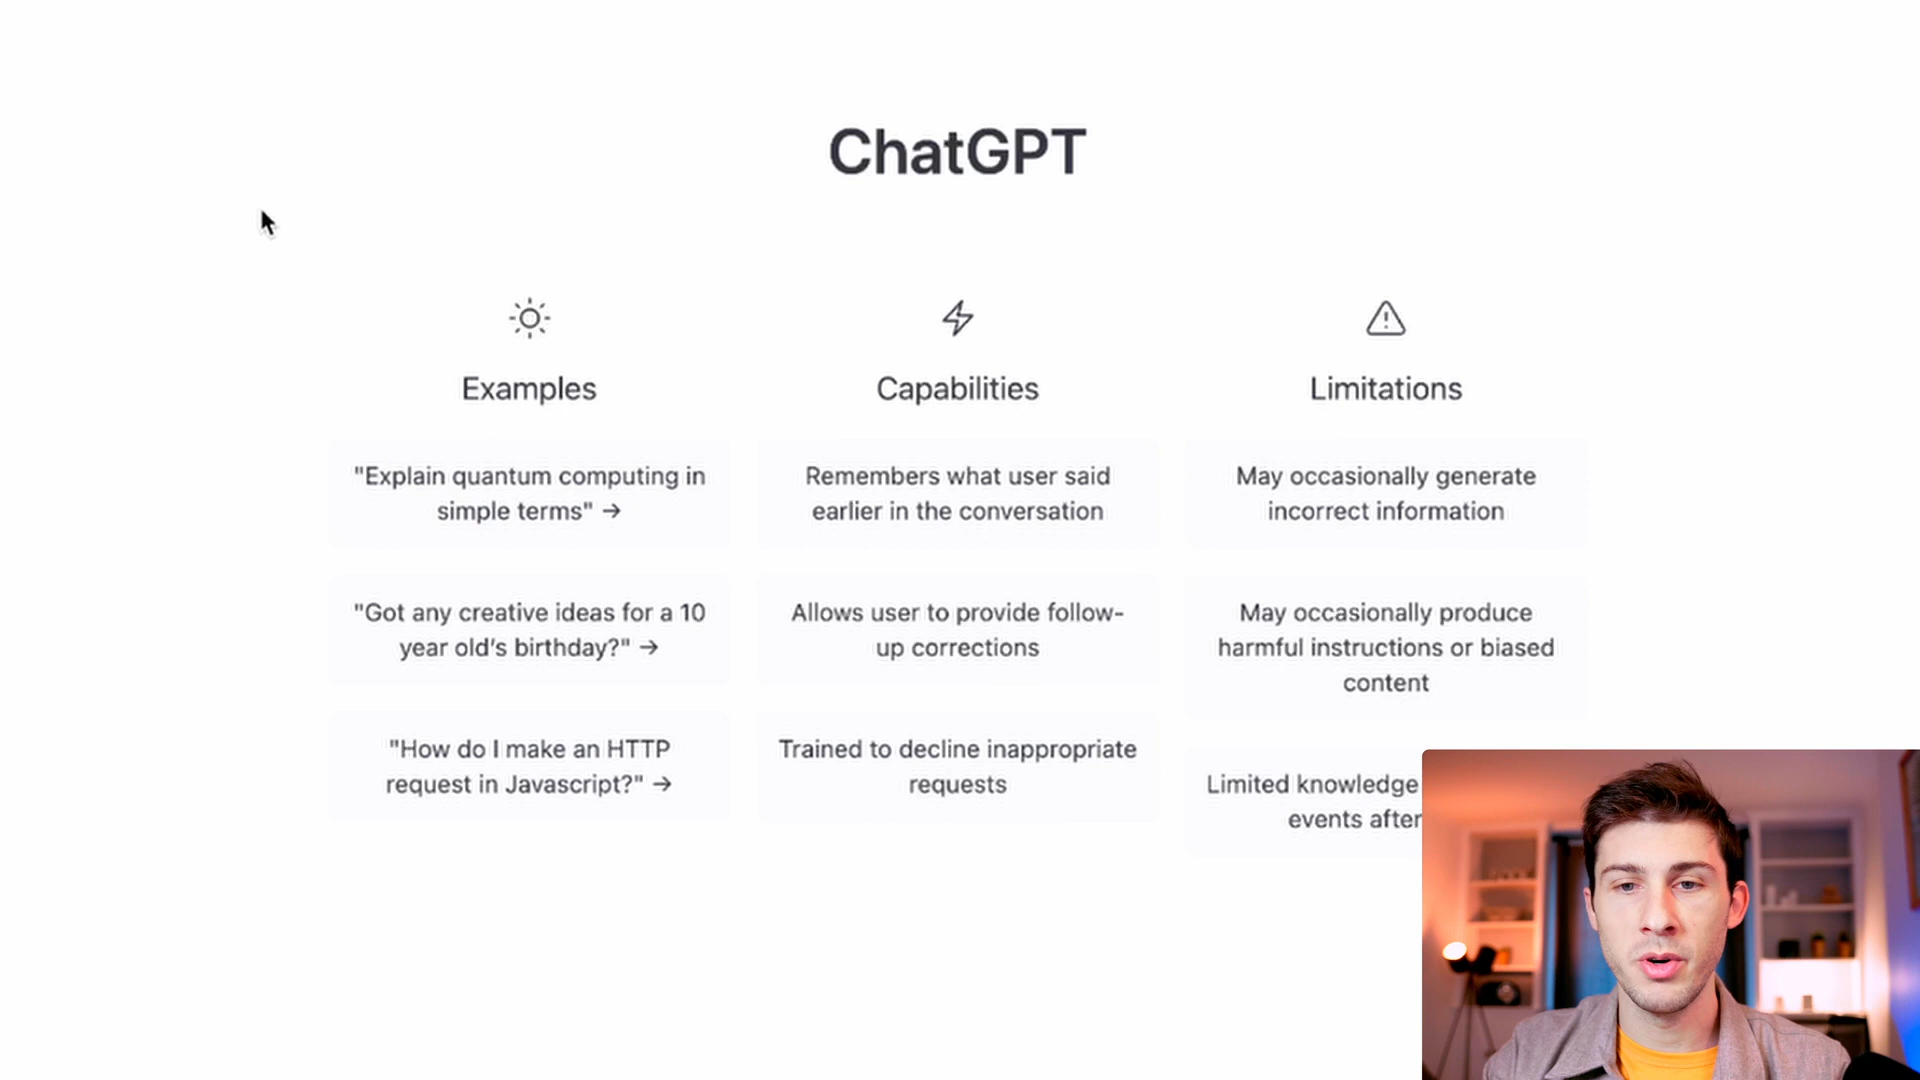 ChatGPT
Examples
"Explain quantum computing in
simple terms" →
"Got any creative ideas for a 10
year old's birthday?" →
"How do I make an HTTP
request in Javascript?" →
Capabilities
Remembers what user said
earlier in the conversation
Allows user to provide follow-
up corrections
Trained to decline inappropriate
requests
Limitations
May occasionally generate
incorrect information
May occasionally produce
harmful instructions or biased
content
Limited knowledge
events after